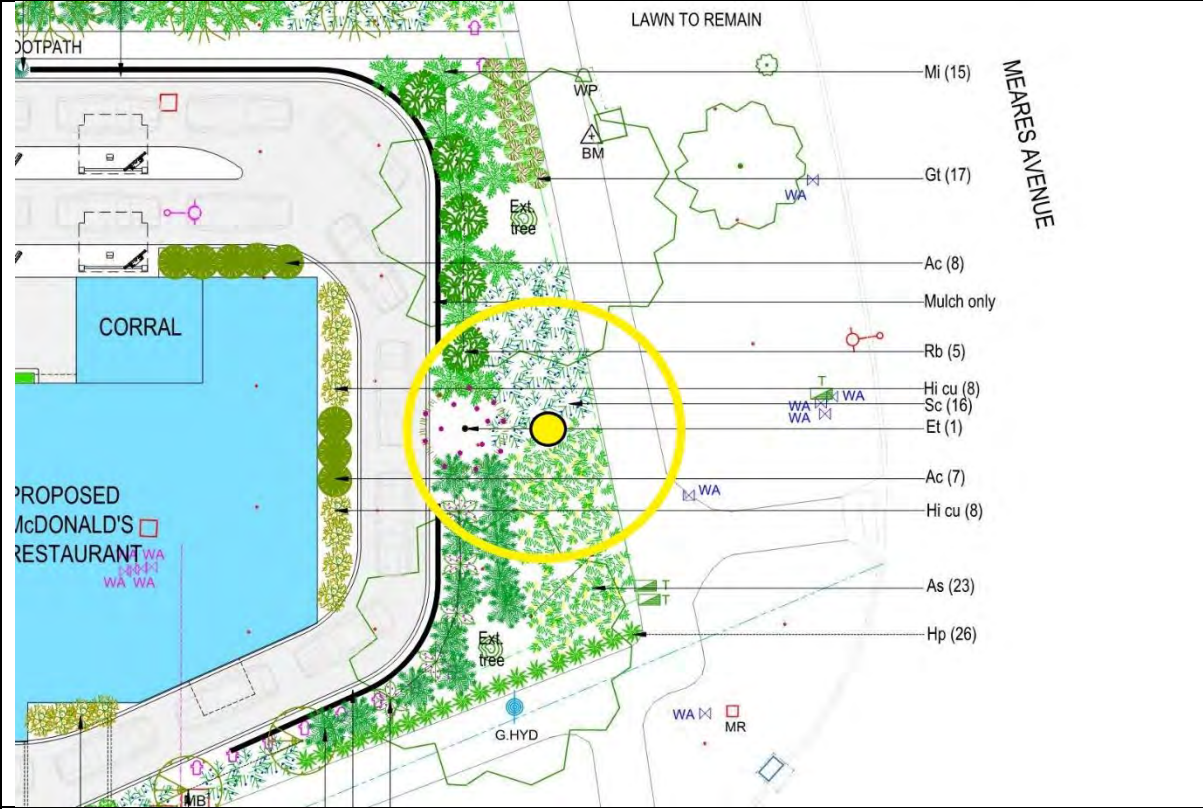 LAWN TO REMAIN
OOTPATH
MEARES AVENUE
WP
BM
Mi (15)
Gt (17)
WA
Ext
tree
Ac (8)
Mulch only
CORRAL
Rb (5)
T
Hi cu (8)
WA
WA
WA
Sc (16)
Et (1)
Ac (7)
WA
Hi cu (8)
PROPOSED
McDONALD'S
RESTAURANT
WA WA
WA WA
As (23)
T
T
Hp (26)
Ext
tree
G.HYD
WA
MR
MB